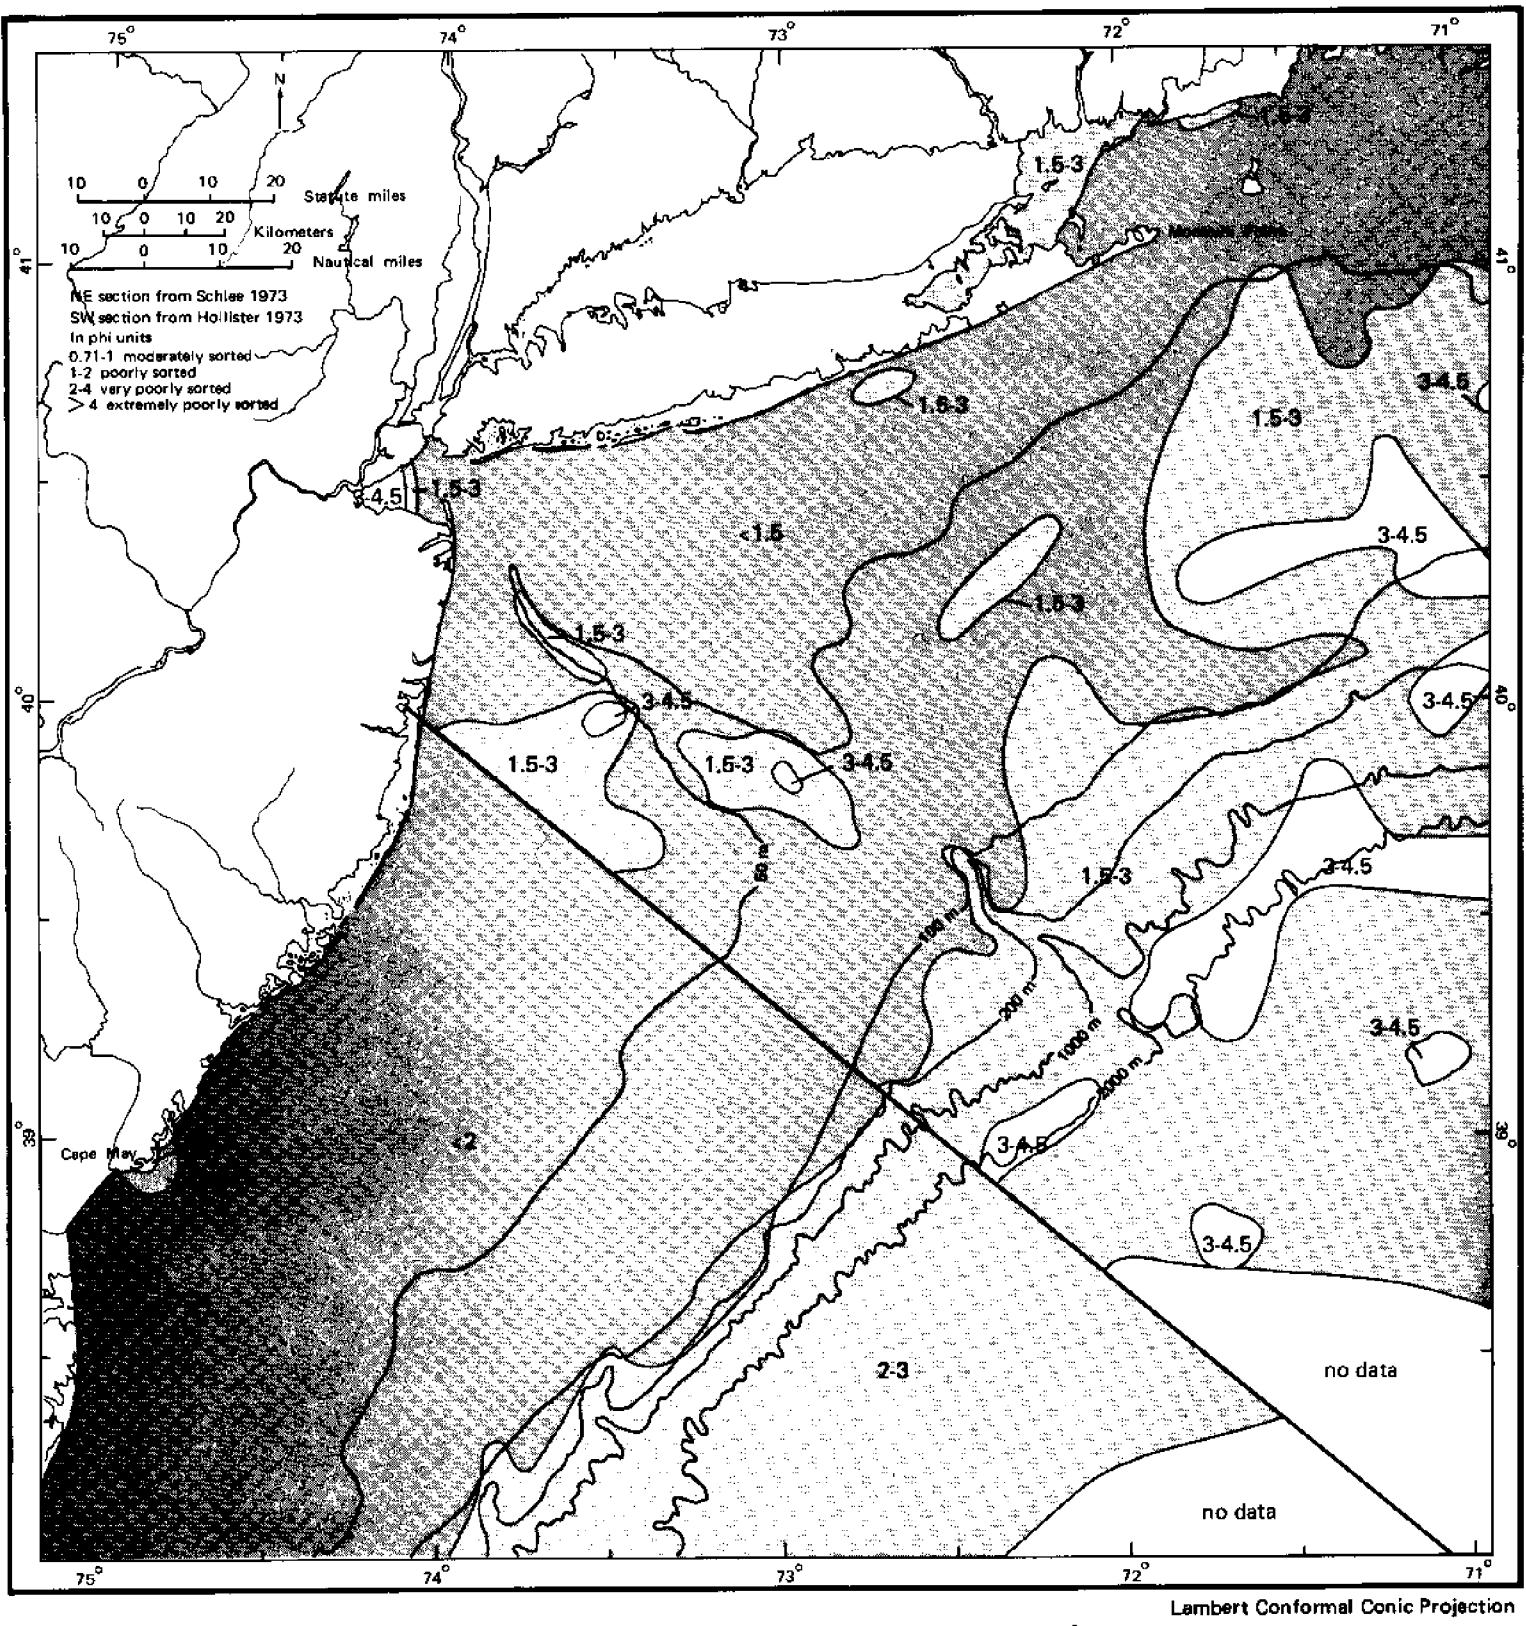 75° 74° 73° 72° 71°
N
1.5-3
1.5-3
10 0 10 20
Statute miles
10 0 10 20
Kilometers
Montauk Point
10 0 10 20
Nautical miles
41° 41°
NE section from Schlee 1973
SW section from Hollister 1973
In phi units
0.71-1 moderately sorted
1-2 poorly sorted
2-4 very poorly sorted
> 4 extremely poorly sorted
3-4.5
1.5-3
1.5-3
3-4.5
1.5-3
<1.5
3-4.5
1.5-3
1.5-3
40° 40°
3-4.5
3-4.5
1.5-3
1.5-3
3-4.5
50 m
3-4.5
1.5-3
100 m
200 m
3-4.5
1000 m
2000 m
39° 39°
<2
3-4.5
Cape May
3-4.5
2-3
no data
no data
75° 74° 73° 72° 71°
Lambert Conformal Conic Projection